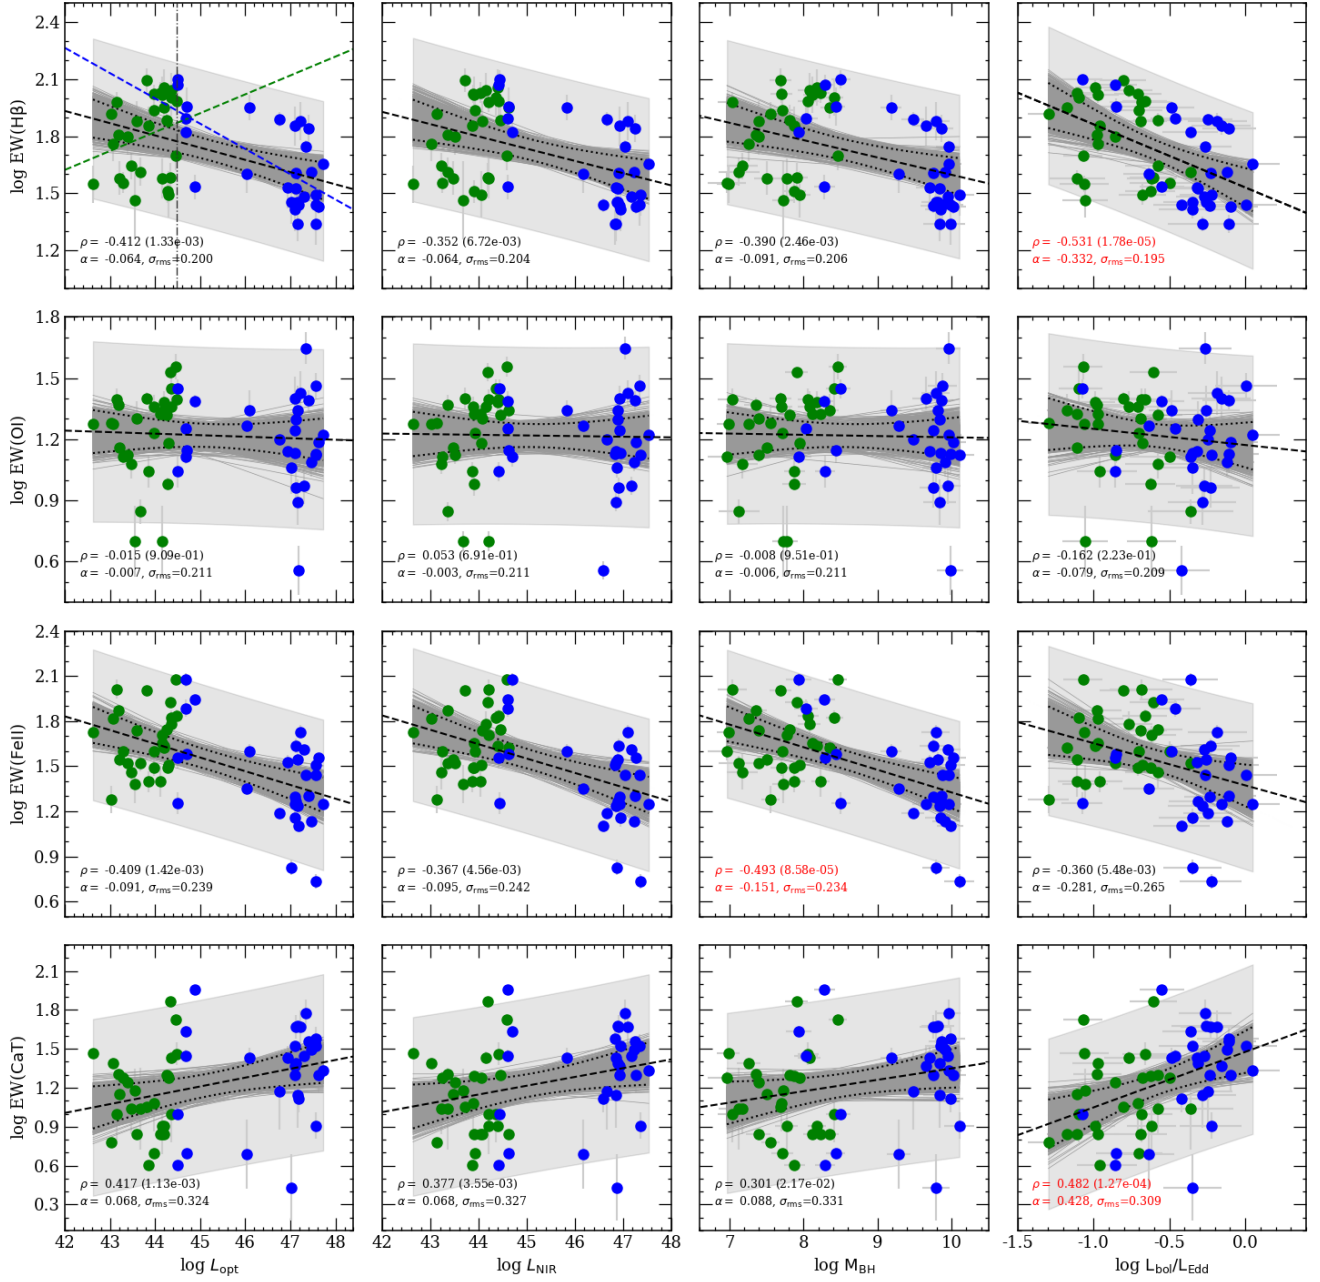 2.4
2.1
1.8
1.5
1.2
log EW(Hβ)
ρ = -0.412 (1.33e-03)
α = -0.064, σrms=0.200
ρ = -0.352 (6.72e-03)
α = -0.064, σrms=0.204
ρ = -0.390 (2.46e-03)
α = -0.091, σrms=0.206
ρ = -0.531 (1.78e-05)
α = -0.332, σrms=0.195
1.8
1.5
1.2
0.9
0.6
log EW(OI)
ρ = -0.015 (9.09e-01)
α = -0.007, σrms=0.211
ρ = 0.053 (6.91e-01)
α = -0.003, σrms=0.211
ρ = -0.008 (9.51e-01)
α = -0.006, σrms=0.211
ρ = -0.162 (2.23e-01)
α = -0.079, σrms=0.209
2.4
2.1
1.8
1.5
1.2
0.9
0.6
log EW(FeII)
ρ = -0.409 (1.42e-03)
α = -0.091, σrms=0.239
ρ = -0.367 (4.56e-03)
α = -0.095, σrms=0.242
ρ = -0.493 (8.58e-05)
α = -0.151, σrms=0.234
ρ = -0.360 (5.48e-03)
α = -0.281, σrms=0.265
2.1
1.8
1.5
1.2
0.9
0.6
0.3
log EW(CaT)
ρ = 0.417 (1.13e-03)
α = 0.068, σrms=0.324
ρ = 0.377 (3.55e-03)
α = 0.068, σrms=0.327
ρ = 0.301 (2.17e-02)
α = 0.088, σrms=0.331
ρ = 0.482 (1.27e-04)
α = 0.428, σrms=0.309
42 43 44 45 46 47 48
42 43 44 45 46 47 48
7 8 9 10
-1.5 -1.0 -0.5 0.0
log Lopt
log LNIR
log MBH
log Lbol/LEdd